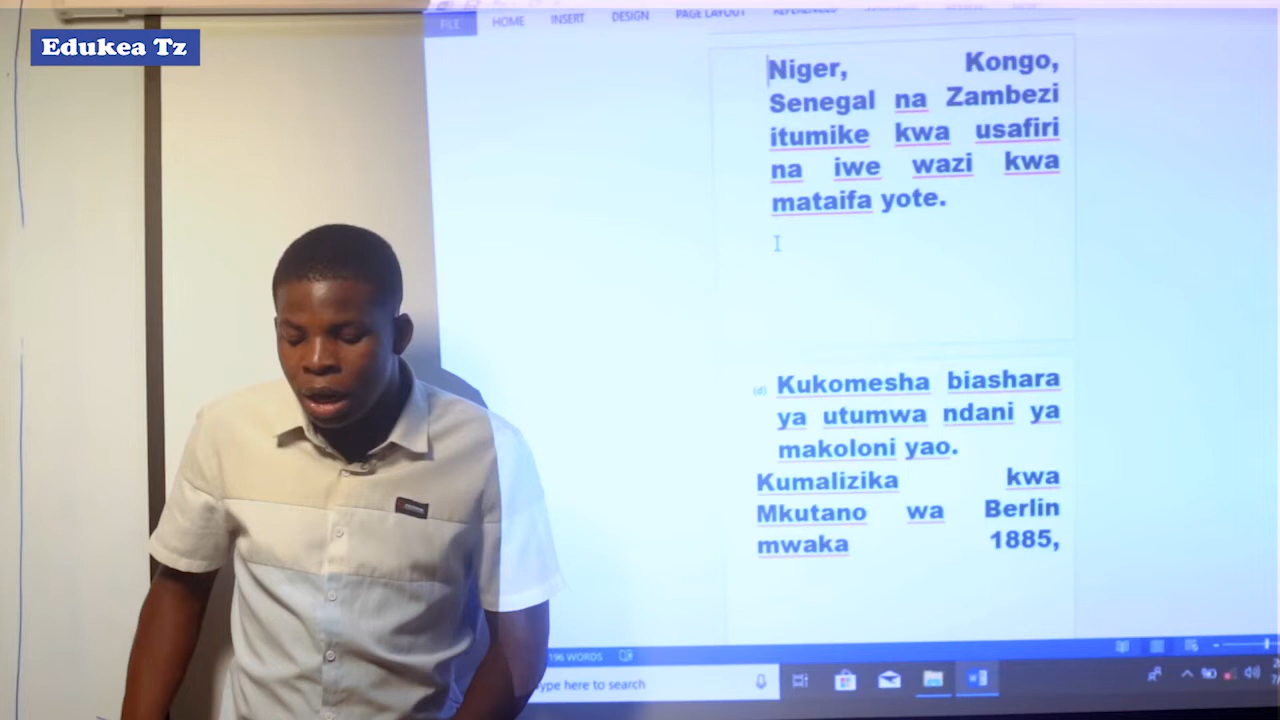 Edukea Tz
FILE HOME INSERT DESIGN PAGE LAYOUT REFERENCES
Niger, Kongo,
Senegal na Zambezi
itumike kwa usafiri
na iwe wazi kwa
mataifa yote.
(d) Kukomesha biashara
ya utumwa ndani ya
makoloni yao.
Kumalizika kwa
Mkutano wa Berlin
mwaka 1885,
196 WORDS
ype here to search